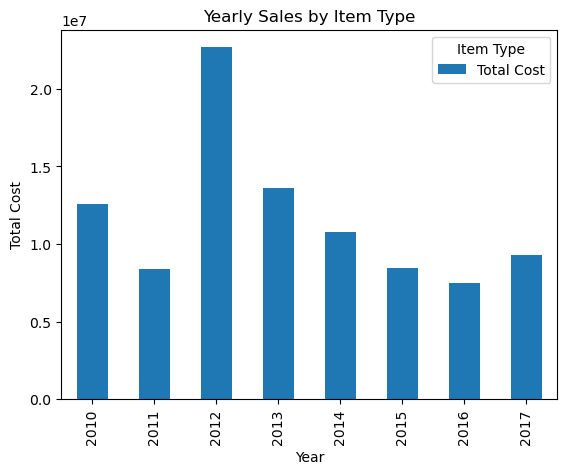 Yearly Sales by Item Type
1e7
Item Type
Total Cost
2.0
1.5
1.0
0.5
0.0
Total Cost
2010 2011 2012 2013 2014 2015 2016 2017
Year